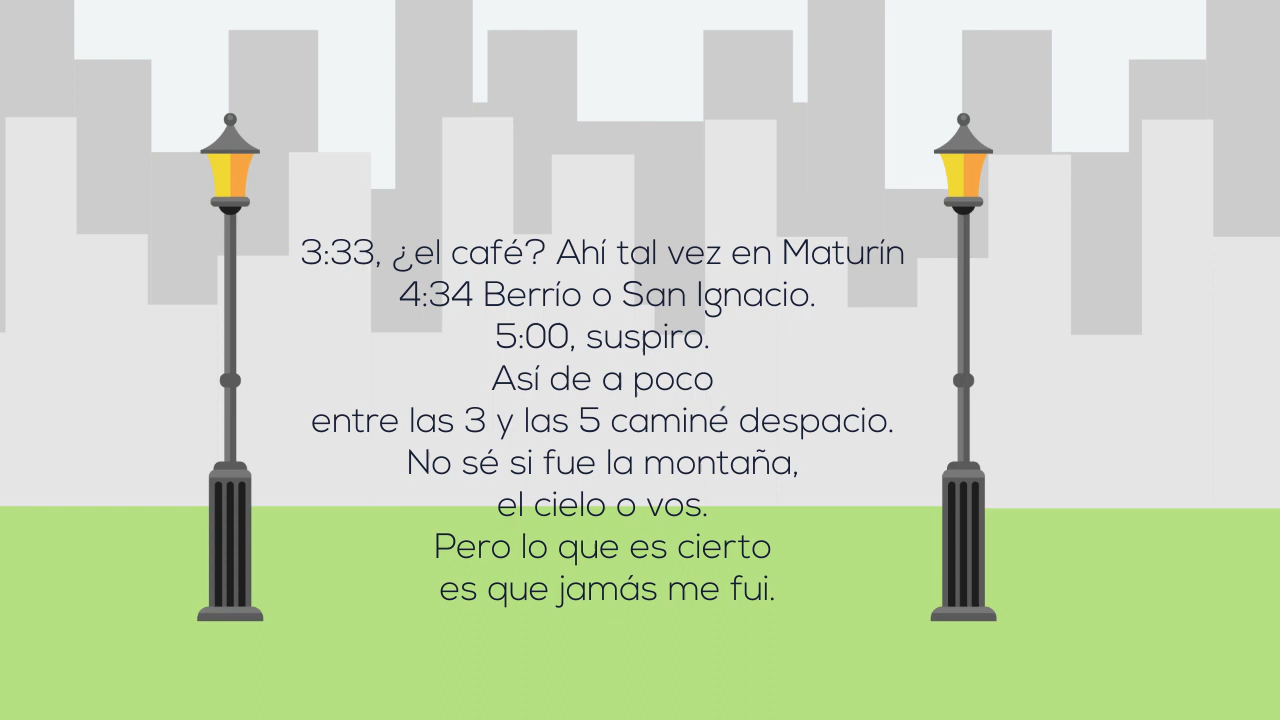 3:33, ¿el café? Ahí tal vez en Maturín
4:34 Berrío o San Ignacio.
5:00, suspiro.
Así de a poco
entre las 3 y las 5 caminé despacio.
No sé si fue la montaña,
el cielo o vos.
Pero lo que es cierto
es que jamás me fui.